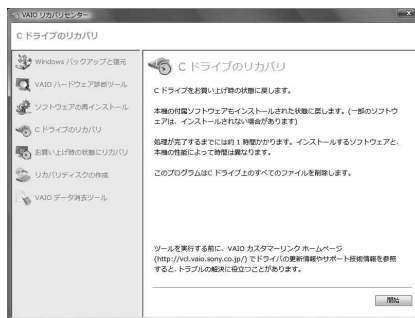 VAIO リカバリセンター
C ドライブのリカバリ
Windows バックアップと復元
VAIO ハードウェア診断ツール
ソフトウェアの再インストール
C ドライブのリカバリ
お買い上げ時の状態にリカバリ
リカバリディスクの作成
VAIO データ消去ツール
C ドライブのリカバリ
C ドライブをお買い上げ時の状態に戻します。
本機の付属ソフトウェアもインストールされた状態に戻します。(一部のソフトウ
ェアは、インストールされない場合があります)
処理が完了するまでには約 1 時間かかります。インストールするソフトウェアと、
本機の性能によって時間は異なります。
このプログラムはC ドライブ上のすべてのファイルを削除します。
ツールを実行する前に、VAIO カスタマーリンク ホームページ
(http://vcl.vaio.sony.co.jp/) でドライバの更新情報やサポート技術情報を参照
すると、トラブルの解決に役立つことがあります。
開始